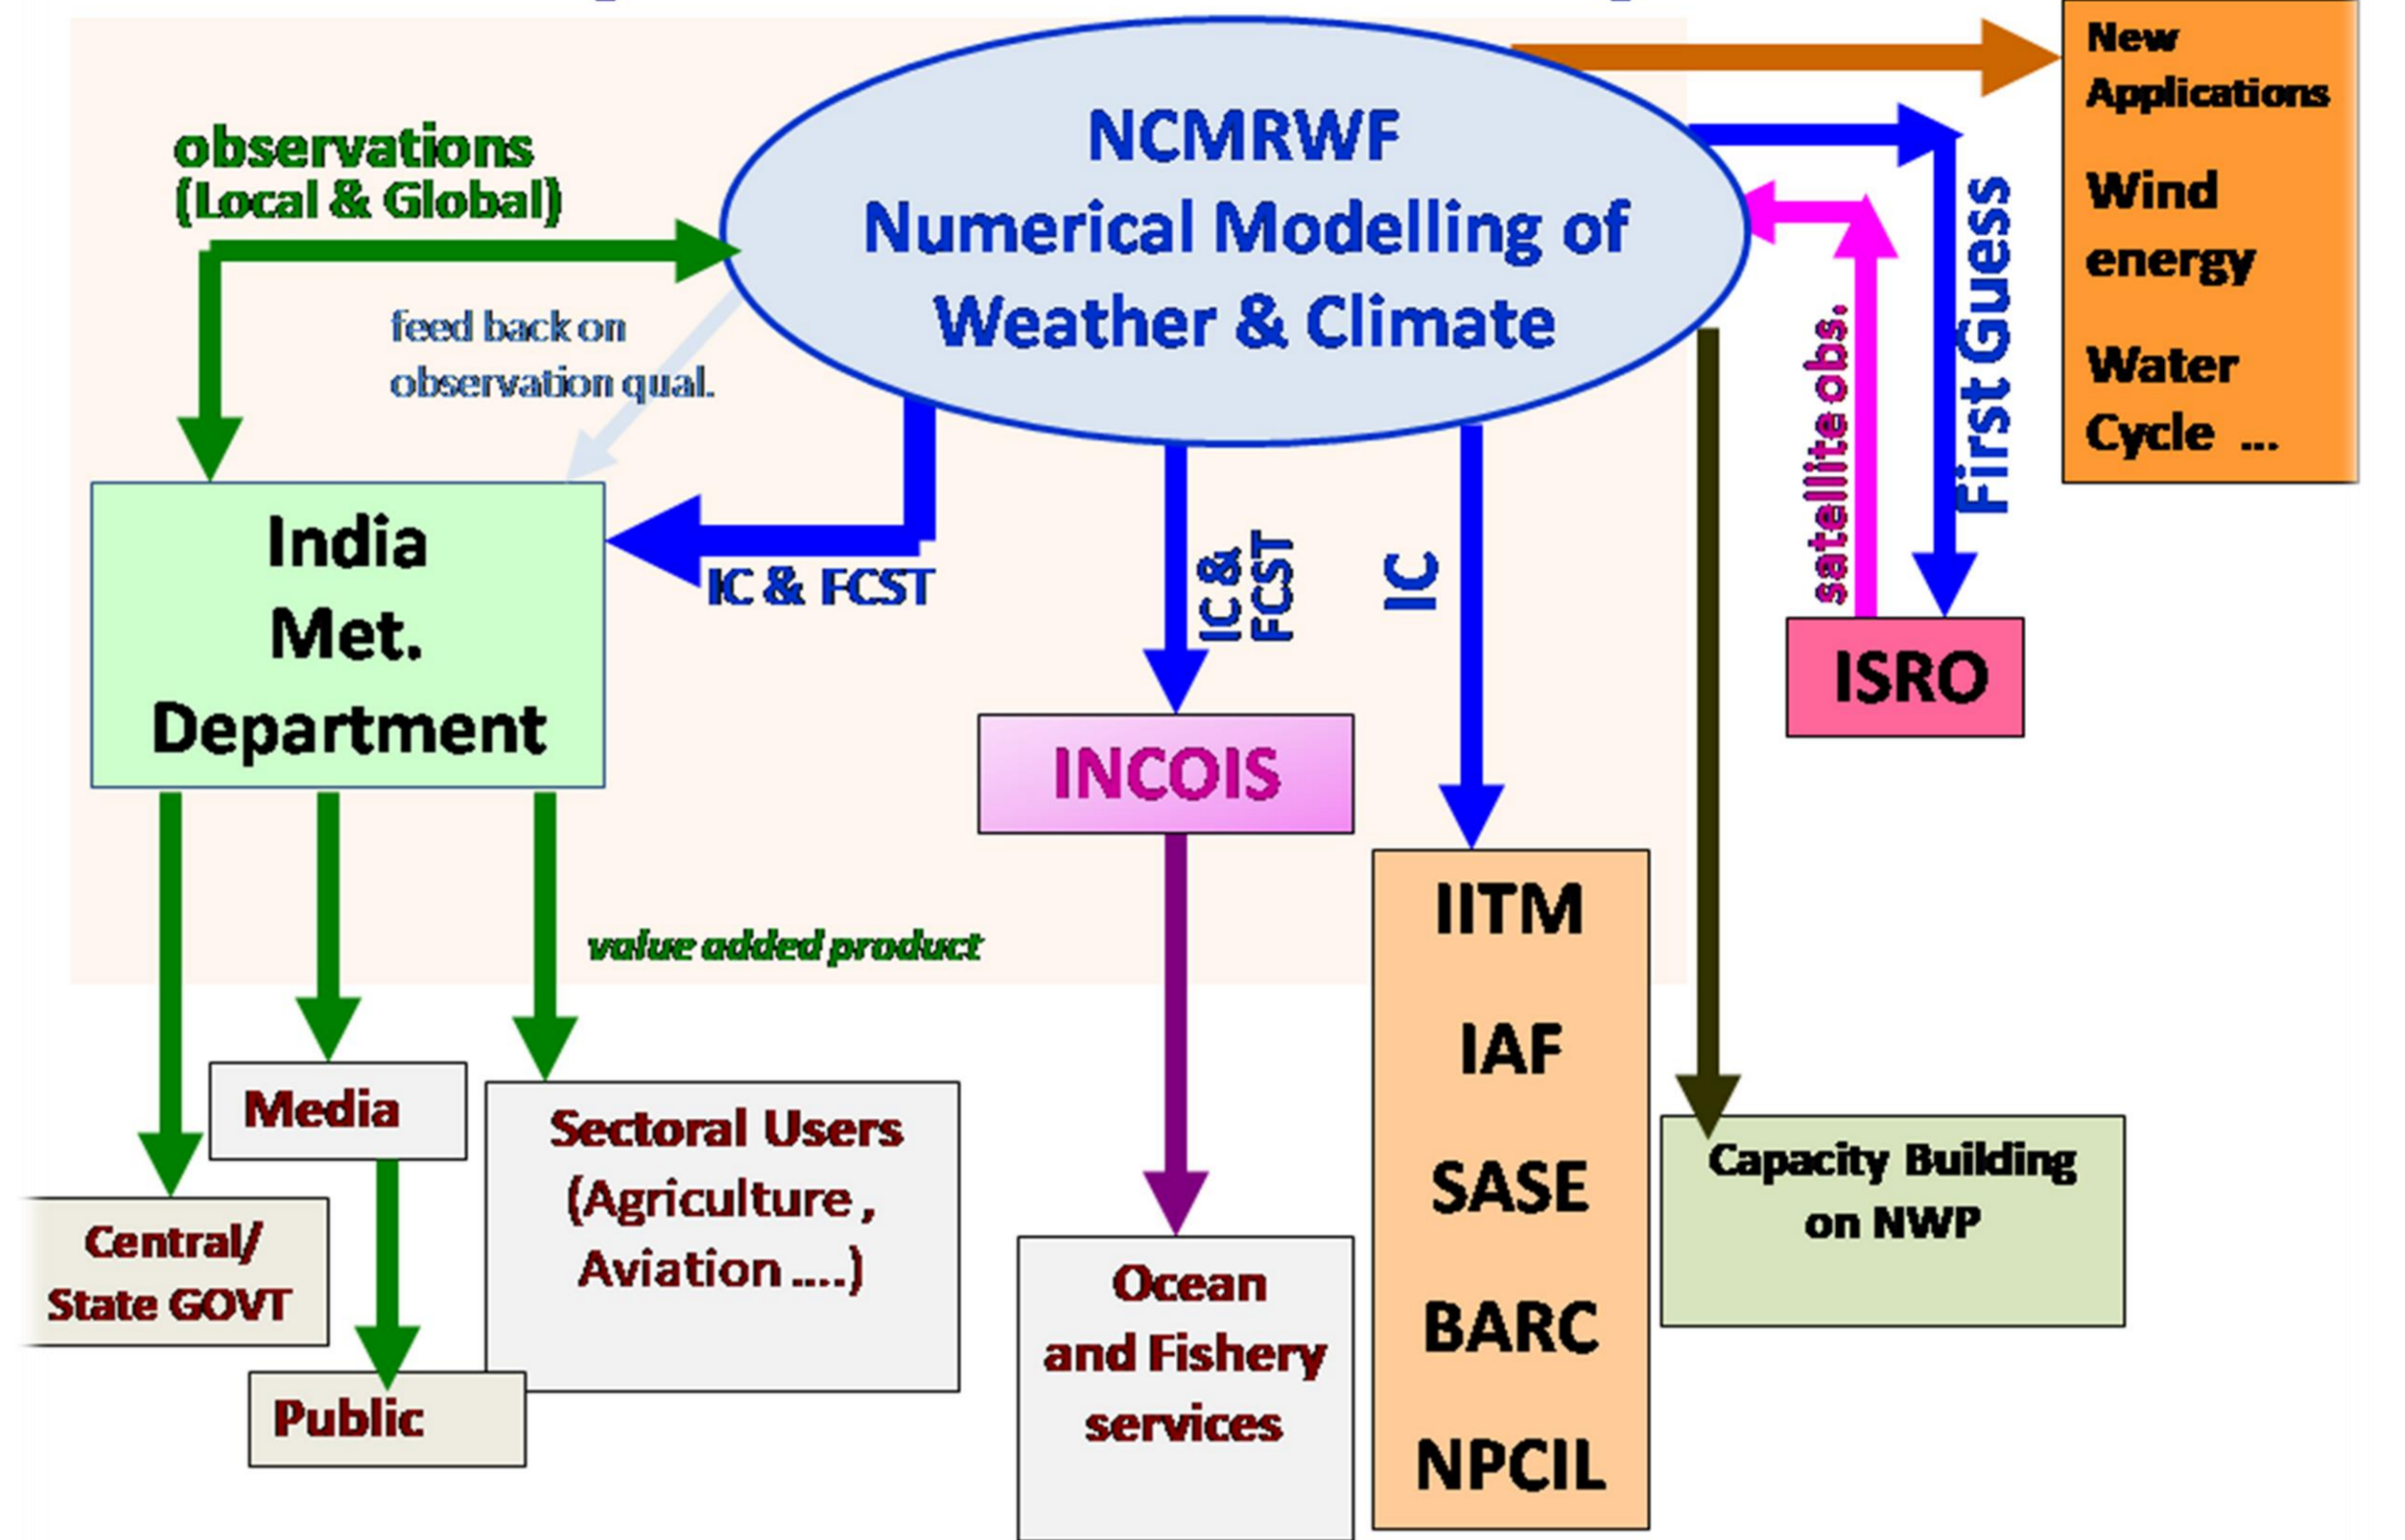 NCMRWF
Numerical Modelling of
Weather & Climate
New
Applications
Wind
energy
Water
Cycle ...
observations
(Local & Global)
feed back on
observation qual.
First Guess
satellite obs.
India
Met.
Department
IC & FCST
IC &
FCST
IC
ISRO
INCOIS
IITM
IAF
SASE
BARC
NPCIL
value added product
Media
Sectoral Users
(Agriculture ,
Aviation ....)
Central/
State GOVT
Public
Ocean
and Fishery
services
Capacity Building
on NWP